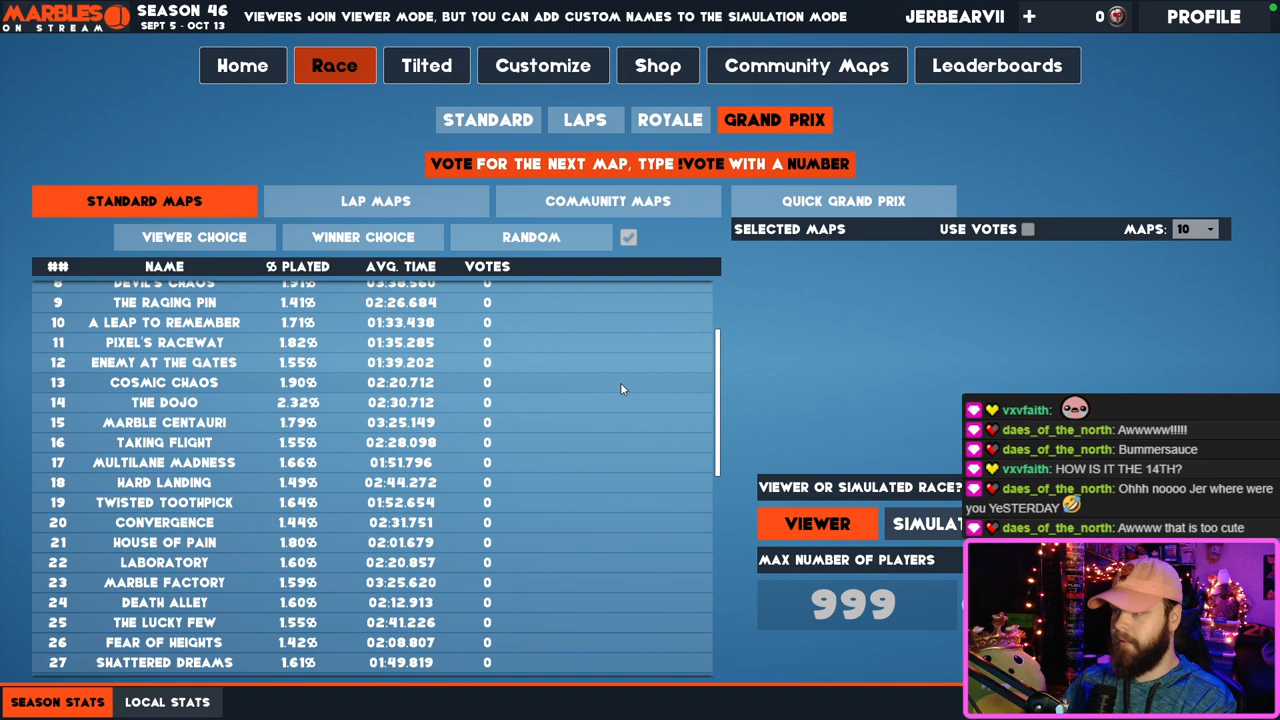 MARBLES
ON STREAM
SEASON 46
SEPT 5 - OCT 13
VIEWERS JOIN VIEWER MODE, BUT YOU CAN ADD CUSTOM NAMES TO THE SIMULATION MODE
JERBEARVII +
0
PROFILE
Home
Race
Tilted
Customize
Shop
Community Maps
Leaderboards
STANDARD
LAPS
ROYALE
GRAND PRIX
VOTE FOR THE NEXT MAP, TYPE !VOTE WITH A NUMBER
STANDARD MAPS
LAP MAPS
COMMUNITY MAPS
QUICK GRAND PRIX
VIEWER CHOICE
WINNER CHOICE
RANDOM
SELECTED MAPS
USE VOTES
MAPS: 10
## NAME % PLAYED AVG. TIME VOTES
8 DEVIL'S CHAOS 1.91% 03:38.560 0
9 THE RAGING PIN 1.41% 02:26.684 0
10 A LEAP TO REMEMBER 1.71% 01:33.438 0
11 PIXEL'S RACEWAY 1.82% 01:35.285 0
12 ENEMY AT THE GATES 1.55% 01:39.202 0
13 COSMIC CHAOS 1.90% 02:20.712 0
14 THE DOJO 2.32% 02:30.712 0
15 MARBLE CENTAURI 1.79% 03:25.149 0
16 TAKING FLIGHT 1.55% 02:28.098 0
17 MULTILANE MADNESS 1.66% 01:51.796 0
18 HARD LANDING 1.49% 02:44.272 0
19 TWISTED TOOTHPICK 1.64% 01:52.654 0
20 CONVERGENCE 1.44% 02:31.751 0
21 HOUSE OF PAIN 1.80% 02:01.679 0
22 LABORATORY 1.60% 02:20.857 0
23 MARBLE FACTORY 1.59% 03:25.620 0
24 DEATH ALLEY 1.60% 02:12.913 0
25 THE LUCKY FEW 1.55% 02:41.226 0
26 FEAR OF HEIGHTS 1.42% 02:08.807 0
27 SHATTERED DREAMS 1.61% 01:49.819 0
VIEWER OR SIMULATED RACE?
VIEWER
SIMULAT
MAX NUMBER OF PLAYERS
999
vxvfaith:
daes_of_the_north: Awwwww!!!!!
daes_of_the_north: Bummersauce
vxvfaith: HOW IS IT THE 14TH?
daes_of_the_north: Ohhh noooo Jer where were
you YeSTERDAY
daes_of_the_north: Awwww that is too cute
SEASON STATS
LOCAL STATS